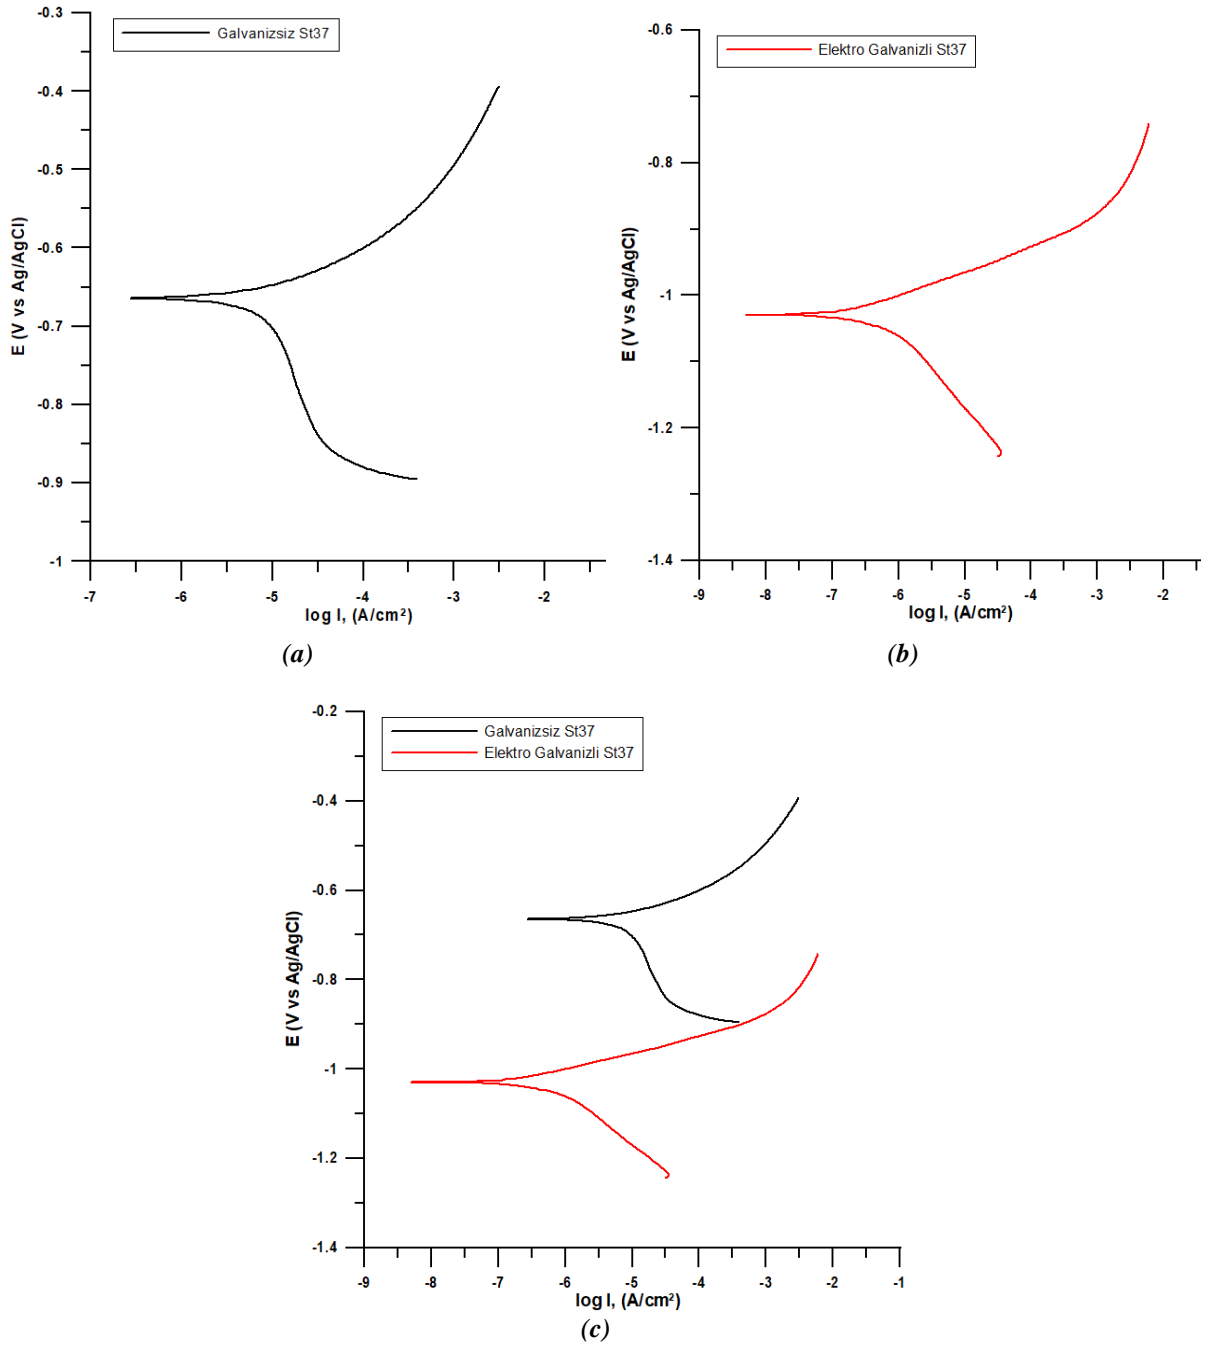 Galvanizsiz St37
-0.3
-0.4
-0.5
-0.6
-0.7
-0.8
-0.9
-1
E (V vs Ag/AgCl)
-7 -6 -5 -4 -3 -2
log I, (A/cm²)
(a)
Elektro Galvanizli St37
-0.6
-0.8
-1
-1.2
-1.4
E (V vs Ag/AgCl)
-9 -8 -7 -6 -5 -4 -3 -2
log I, (A/cm²)
(b)
Galvanizsiz St37
Elektro Galvanizli St37
-0.2
-0.4
-0.6
-0.8
-1
-1.2
-1.4
E (V vs Ag/AgCl)
-9 -8 -7 -6 -5 -4 -3 -2 -1
log I, (A/cm²)
(c)